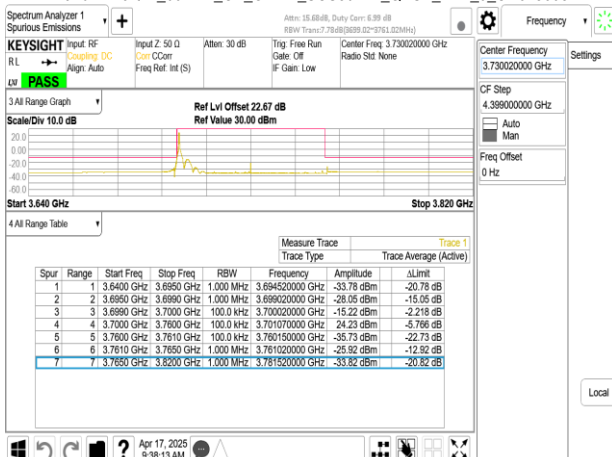 Spectrum Analyzer 1
Spurious Emissions
Attn: 15.68dB, Duty Corr: 6.99 dB
RBW Trans:7.78dB(3699.02~3761.02MHz)
Frequency
KEYSIGHT
Input: RF
Coupling: DC
Align: Auto
Input Z: 50 Ω
Corr CCorr
Freq Ref: Int (S)
Atten: 30 dB
Trig: Free Run
Gate: Off
IF Gain: Low
Center Freq: 3.730020000 GHz
Radio Std: None
RL
LXI
PASS
Center Frequency
3.730020000 GHz
Settings
CF Step
4.399000000 GHz
Auto
Man
Freq Offset
0 Hz
3 All Range Graph
Scale/Div 10.0 dB
Ref Lvl Offset 22.67 dB
Ref Value 30.00 dBm
20.0
0.00
-20.0
-40.0
-60.0
Start 3.640 GHz
Stop 3.820 GHz
4 All Range Table
Measure Trace Trace 1
Trace Type Trace Average (Active)
Spur Range Start Freq Stop Freq RBW Frequency Amplitude ΔLimit
1 1 3.6400 GHz 3.6950 GHz 1.000 MHz 3.694520000 GHz -33.78 dBm -20.78 dB
2 2 3.6950 GHz 3.6990 GHz 1.000 MHz 3.699020000 GHz -28.05 dBm -15.05 dB
3 3 3.6990 GHz 3.7000 GHz 100.0 kHz 3.700020000 GHz -15.22 dBm -2.218 dB
4 4 3.7000 GHz 3.7600 GHz 100.0 kHz 3.701070000 GHz 24.23 dBm -5.766 dB
5 5 3.7600 GHz 3.7610 GHz 100.0 kHz 3.760150000 GHz -35.73 dBm -22.73 dB
6 6 3.7610 GHz 3.7650 GHz 1.000 MHz 3.761020000 GHz -25.92 dBm -12.92 dB
7 7 3.7650 GHz 3.8200 GHz 1.000 MHz 3.781520000 GHz -33.82 dBm -20.82 dB
Local
?
Apr 17, 2025
9:38:13 AM